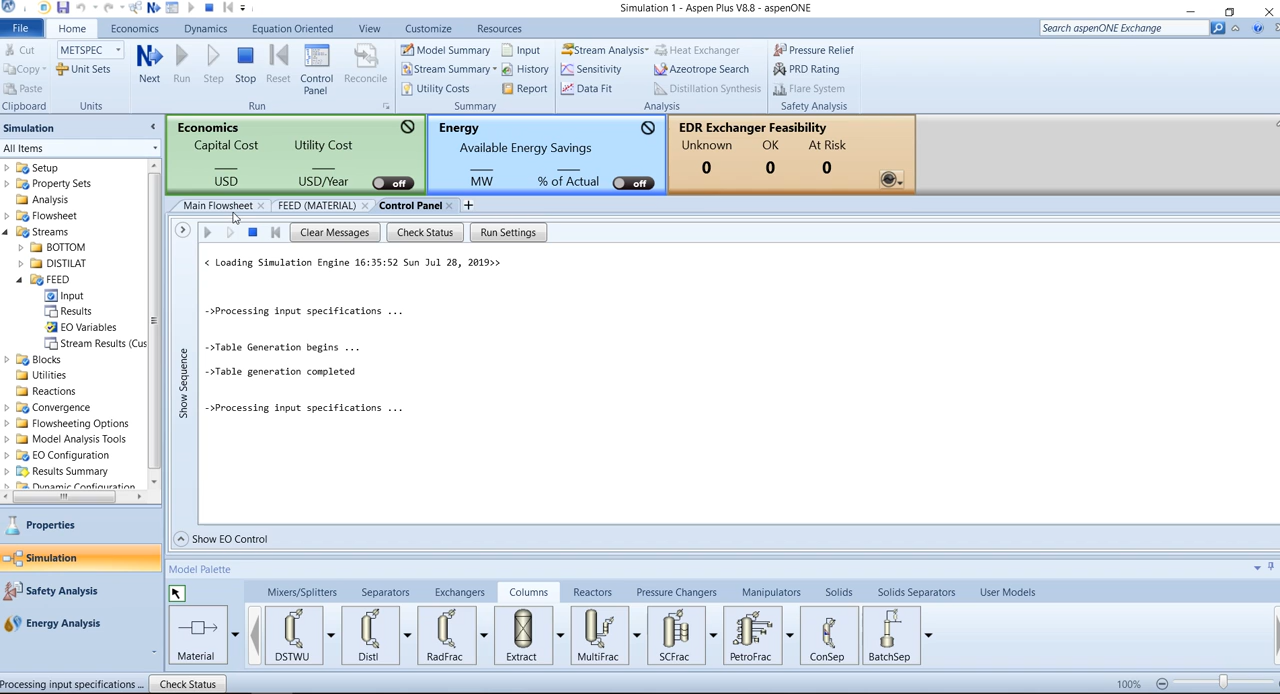 Simulation 1 - Aspen Plus V8.8 - aspenONE
File Home Economics Dynamics Equation Oriented View Customize Resources Search aspenONE Exchange
Cut METSPEC
Copy Unit Sets
Paste
Clipboard Units
Next Run Step Stop Reset Control Panel Reconcile
Run
Model Summary Input
Stream Summary History
Utility Costs Report
Summary
Stream Analysis Heat Exchanger
Sensitivity Azeotrope Search
Data Fit Distillation Synthesis
Analysis
Pressure Relief
PRD Rating
Flare System
Safety Analysis
Simulation
All Items
Setup
Property Sets
Analysis
Flowsheet
Streams
BOTTOM
DISTILAT
FEED
Input
Results
EO Variables
Stream Results (Cus
Blocks
Utilities
Reactions
Convergence
Flowsheeting Options
Model Analysis Tools
EO Configuration
Results Summary
Dynamic Configuration
Properties
Simulation
Safety Analysis
Energy Analysis
Economics
Capital Cost Utility Cost
USD USD/Year off
Energy
Available Energy Savings
MW % of Actual off
EDR Exchanger Feasibility
Unknown OK At Risk
0 0 0
Main Flowsheet FEED (MATERIAL) Control Panel
Clear Messages Check Status Run Settings
Show Sequence
< Loading Simulation Engine 16:35:52 Sun Jul 28, 2019>>
->Processing input specifications ...
->Table Generation begins ...
->Table generation completed
->Processing input specifications ...
Show EO Control
Model Palette
Mixers/Splitters Separators Exchangers Columns Reactors Pressure Changers Manipulators Solids Solids Separators User Models
Material DSTWU Distl RadFrac Extract MultiFrac SCFrac PetroFrac ConSep BatchSep
Processing input specifications ... Check Status 100%